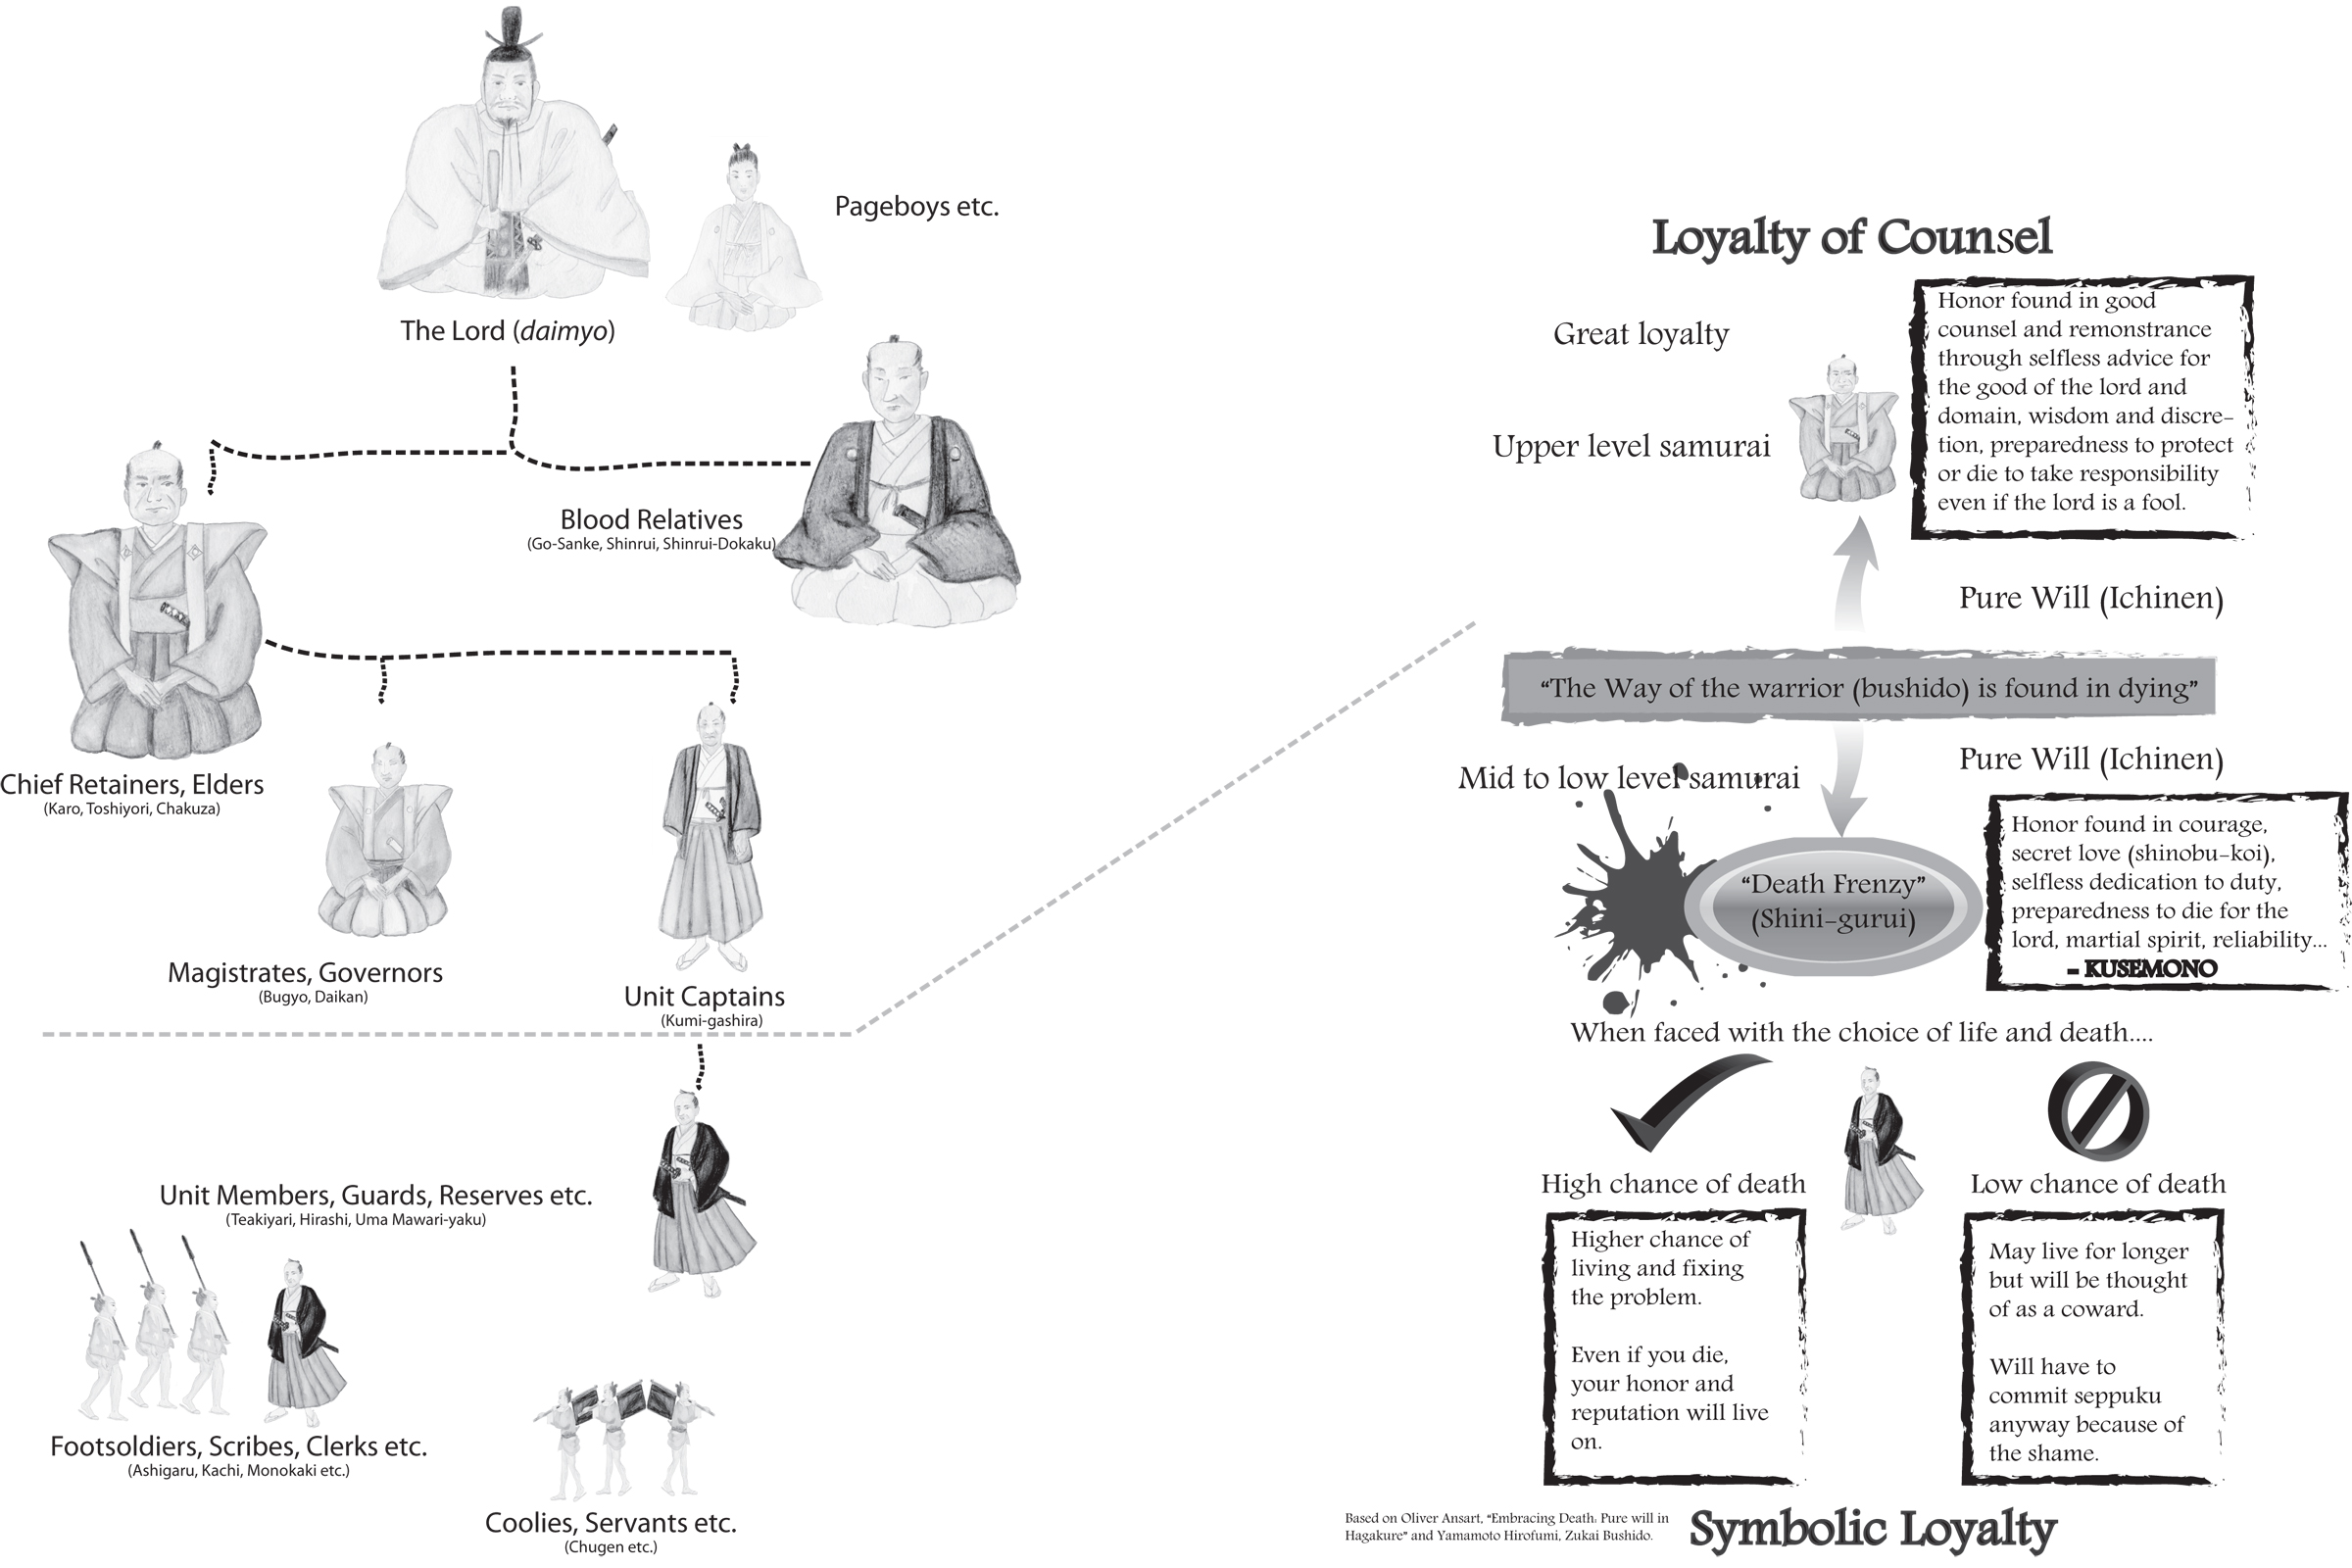 Pageboys etc.
The Lord (daimyo)
Blood Relatives
(Go-Sanke, Shinrui, Shinrui-Dokaku)
Chief Retainers, Elders
(Karo, Toshiyori, Chakuza)
Magistrates, Governors
(Bugyo, Daikan)
Unit Captains
(Kumi-gashira)
Unit Members, Guards, Reserves etc.
(Teakiyari, Hirashi, Uma Mawari-yaku)
Footsoldiers, Scribes, Clerks etc.
(Ashigaru, Kachi, Monokaki etc.)
Coolies, Servants etc.
(Chugen etc.)
Loyalty of Counsel
Great loyalty
Upper level samurai
Honor found in good
counsel and remonstrance
through selfless advice for
the good of the lord and
domain, wisdom and discre-
tion, preparedness to protect
or die to take responsibility
even if the lord is a fool.
Pure Will (Ichinen)
“The Way of the warrior (bushido) is found in dying”
Pure Will (Ichinen)
Mid to low level samurai
“Death Frenzy”
(Shini-gurui)
Honor found in courage,
secret love (shinobu-koi),
selfless dedication to duty,
preparedness to die for the
lord, martial spirit, reliability...
= KUSEMONO
When faced with the choice of life and death....
High chance of death
Higher chance of
living and fixing
the problem.
Even if you die,
your honor and
reputation will live
on.
Low chance of death
May live for longer
but will be thought
of as a coward.
Will have to
commit seppuku
anyway because of
the shame.
Based on Oliver Ansart, “Embracing Death: Pure will in
Hagakure” and Yamamoto Hirofumi, Zukai Bushido.
Symbolic Loyalty